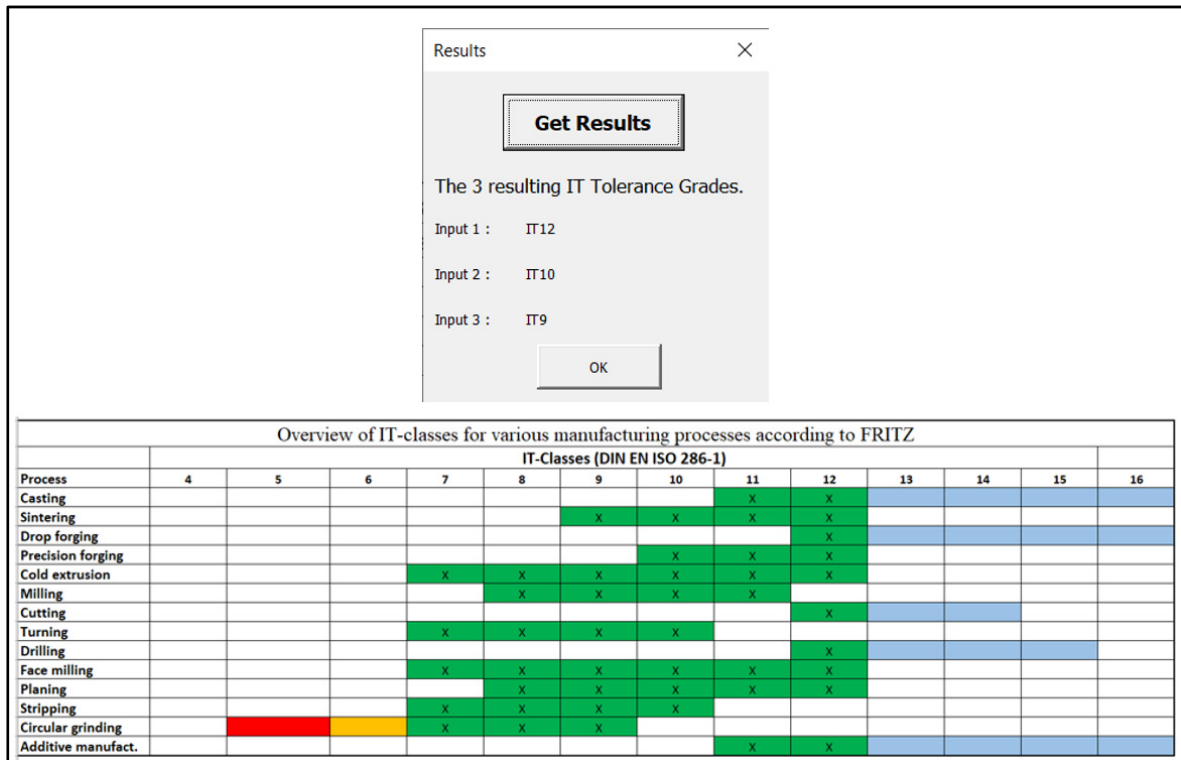 Results
Get Results
The 3 resulting IT Tolerance Grades.
Input 1 : IT12
Input 2 : IT10
Input 3 : IT9
OK
Overview of IT-classes for various manufacturing processes according to FRITZ
IT-Classes (DIN EN ISO 286-1)
Process 4 5 6 7 8 9 10 11 12 13 14 15 16
Casting X X
Sintering X X X X
Drop forging X
Precision forging X X X
Cold extrusion X X X X X X
Milling X X X X
Cutting X
Turning X X X X
Drilling X
Face milling X X X X X X
Planing X X X X X
Stripping X X X X
Circular grinding X X X
Additive manufact. X X